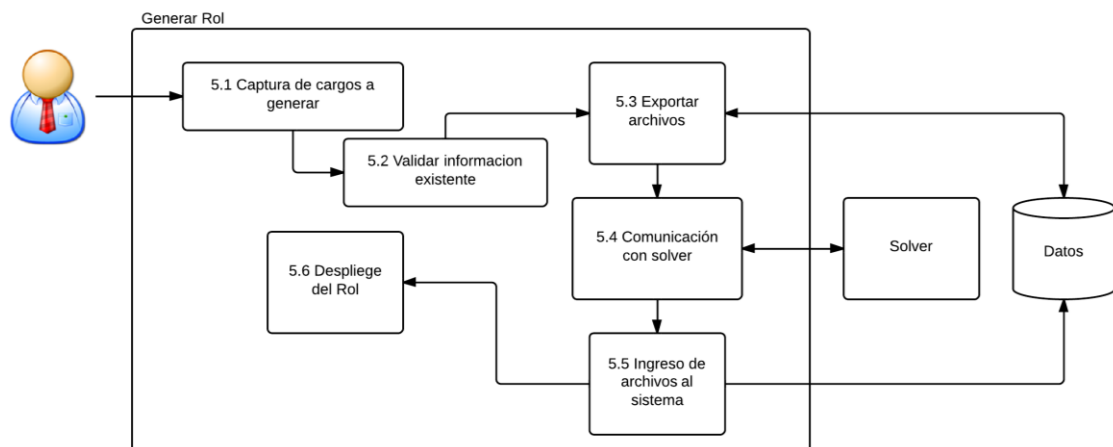 Generar Rol
5.1 Captura de cargos a
generar
5.2 Validar informacion
existente
5.3 Exportar
archivos
5.4 Comunicación
con solver
Solver
Datos
5.5 Ingreso de
archivos al
sistema
5.6 Despliege
del Rol